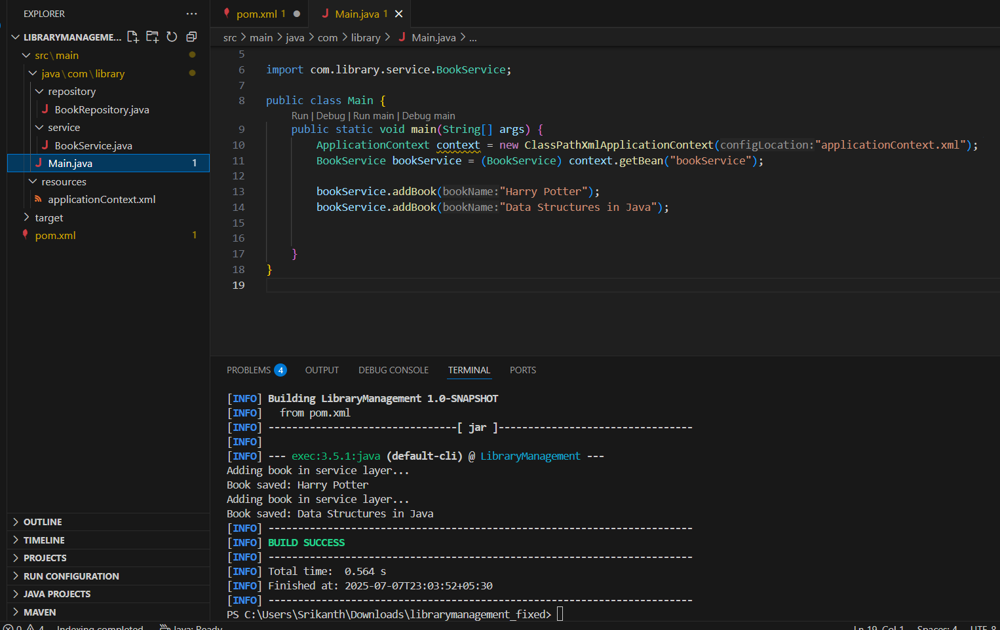 EXPLORER
LIBRARYMANAGEME...
src\main
java\com\library
repository
BookRepository.java
service
BookService.java
Main.java 1
resources
applicationContext.xml
target
pom.xml 1
OUTLINE
TIMELINE
PROJECTS
RUN CONFIGURATION
JAVA PROJECTS
MAVEN
pom.xml 1
Main.java 1
src > main > java > com > library > Main.java > ...
5
6 import com.library.service.BookService;
7
8 public class Main {
Run | Debug | Run main | Debug main
9 public static void main(String[] args) {
10 ApplicationContext context = new ClassPathXmlApplicationContext(configLocation:"applicationContext.xml");
11 BookService bookService = (BookService) context.getBean("bookService");
12
13 bookService.addBook(bookName:"Harry Potter");
14 bookService.addBook(bookName:"Data Structures in Java");
15
16
17 }
18 }
19
PROBLEMS 4 OUTPUT DEBUG CONSOLE TERMINAL PORTS
[INFO] Building LibraryManagement 1.0-SNAPSHOT
[INFO]   from pom.xml
[INFO] --------------------------------[ jar ]---------------------------------
[INFO]
[INFO] --- exec:3.5.1:java (default-cli) @ LibraryManagement ---
Adding book in service layer...
Book saved: Harry Potter
Adding book in service layer...
Book saved: Data Structures in Java
[INFO] ------------------------------------------------------------------------
[INFO] BUILD SUCCESS
[INFO] ------------------------------------------------------------------------
[INFO] Total time:  0.564 s
[INFO] Finished at: 2025-07-07T23:03:52+05:30
[INFO] ------------------------------------------------------------------------
PS C:\Users\Srikanth\Downloads\librarymanagement_fixed>
0 4 Indexing completed Java: Ready Ln 19, Col 1 Spaces: 4 UTF-8